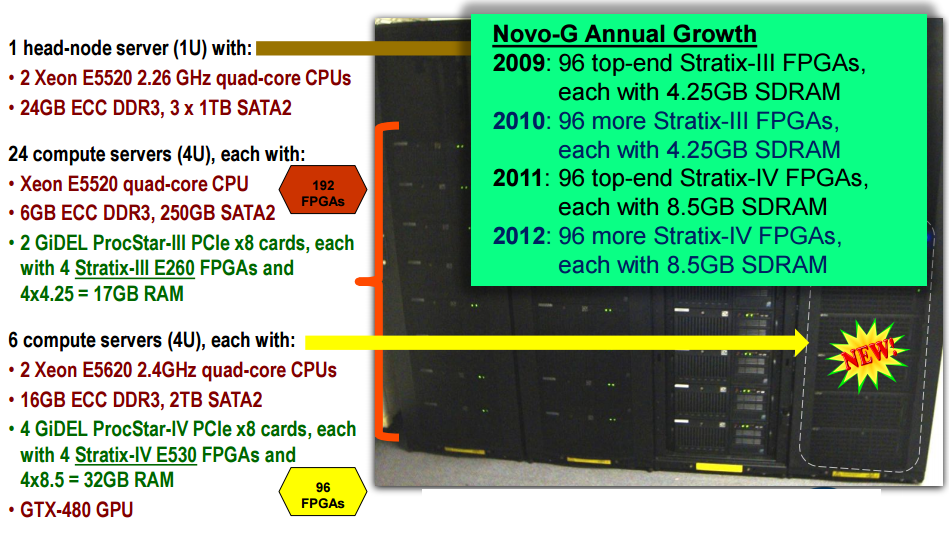 1 head-node server (1U) with:
• 2 Xeon E5520 2.26 GHz quad-core CPUs
• 24GB ECC DDR3, 3 x 1TB SATA2
24 compute servers (4U), each with:
• Xeon E5520 quad-core CPU
• 6GB ECC DDR3, 250GB SATA2
• 2 GiDEL ProcStar-III PCIe x8 cards, each
with 4 Stratix-III E260 FPGAs and
4x4.25 = 17GB RAM
192
FPGAs
6 compute servers (4U), each with:
• 2 Xeon E5620 2.4GHz quad-core CPUs
• 16GB ECC DDR3, 2TB SATA2
• 4 GiDEL ProcStar-IV PCIe x8 cards, each
with 4 Stratix-IV E530 FPGAs and
4x8.5 = 32GB RAM
• GTX-480 GPU
96
FPGAs
Novo-G Annual Growth
2009: 96 top-end Stratix-III FPGAs,
each with 4.25GB SDRAM
2010: 96 more Stratix-III FPGAs,
each with 4.25GB SDRAM
2011: 96 top-end Stratix-IV FPGAs,
each with 8.5GB SDRAM
2012: 96 more Stratix-IV FPGAs,
each with 8.5GB SDRAM
NEW!